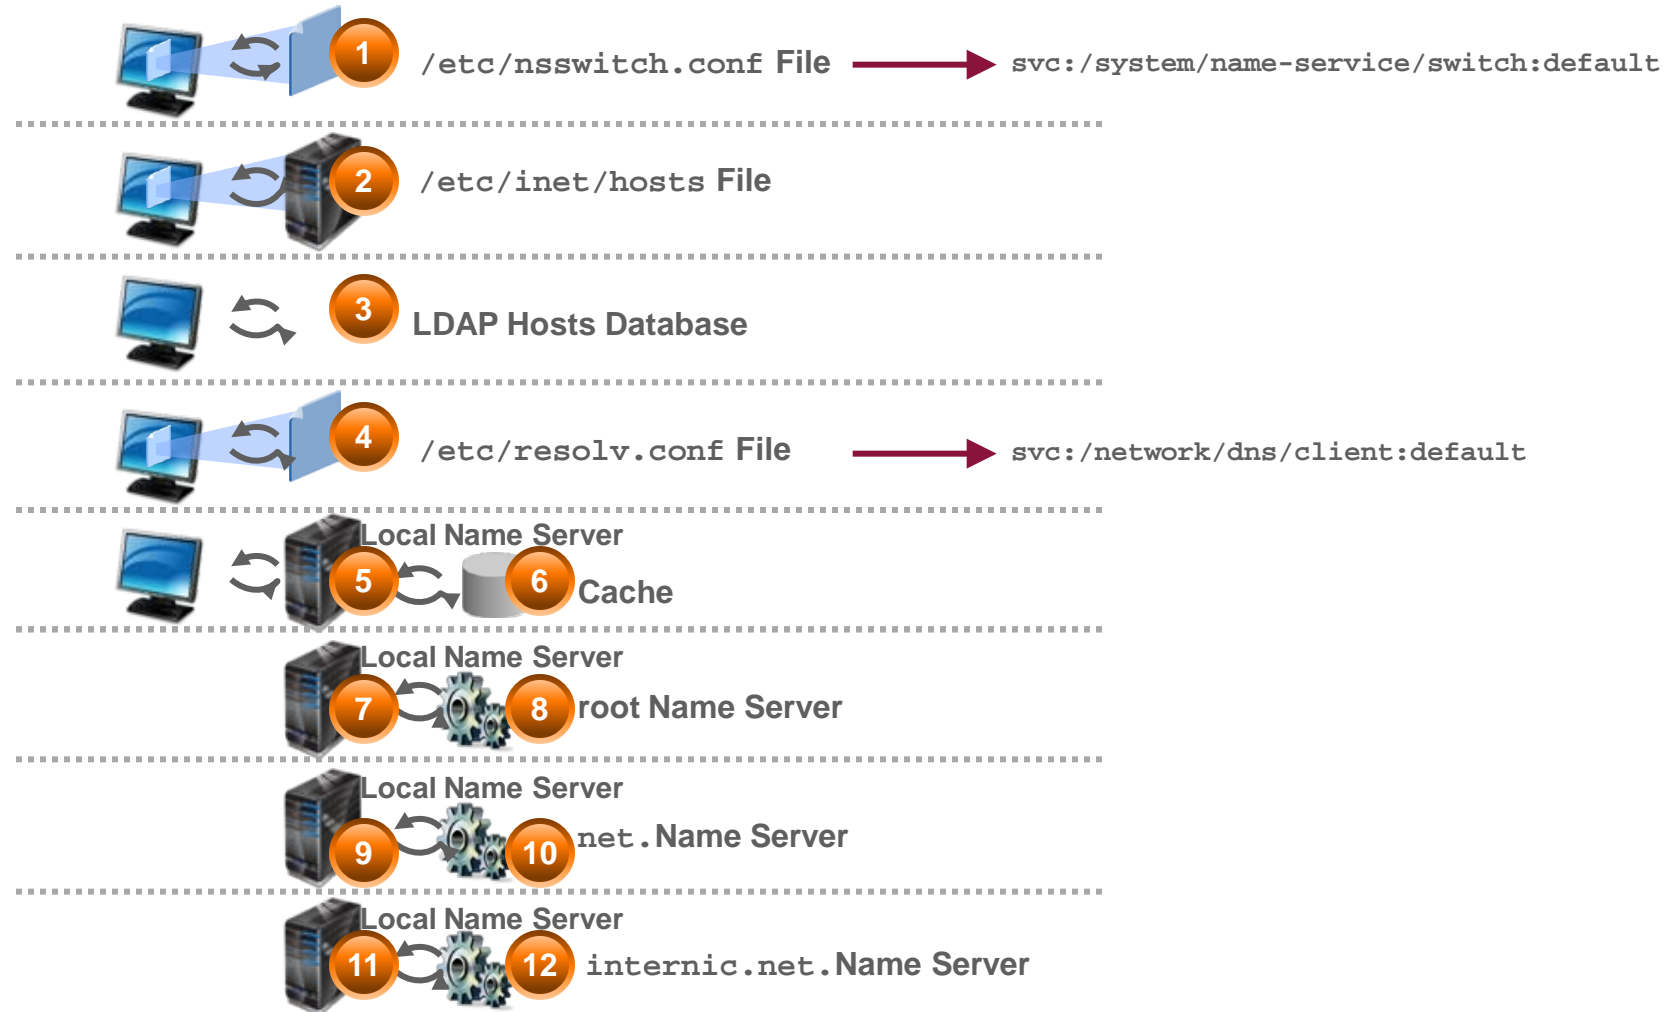 1 /etc/nsswitch.conf File svc:/system/name-service/switch:default
2 /etc/inet/hosts File
3 LDAP Hosts Database
4 /etc/resolv.conf File svc:/network/dns/client:default
Local Name Server
5 6 Cache
Local Name Server
7 8 root Name Server
Local Name Server
9 10 net.Name Server
Local Name Server
11 12 internic.net.Name Server